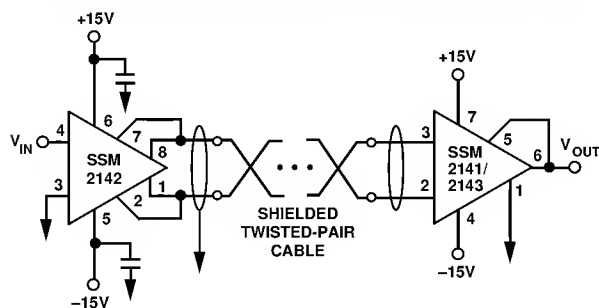 +15V
+15V
6
7
7
V_IN
4
8
3
5
V_OUT
SSM
2142
SSM
2141/
2143
6
3
1
2
1
2
5
4
SHIELDED
TWISTED-PAIR
CABLE
–15V
–15V